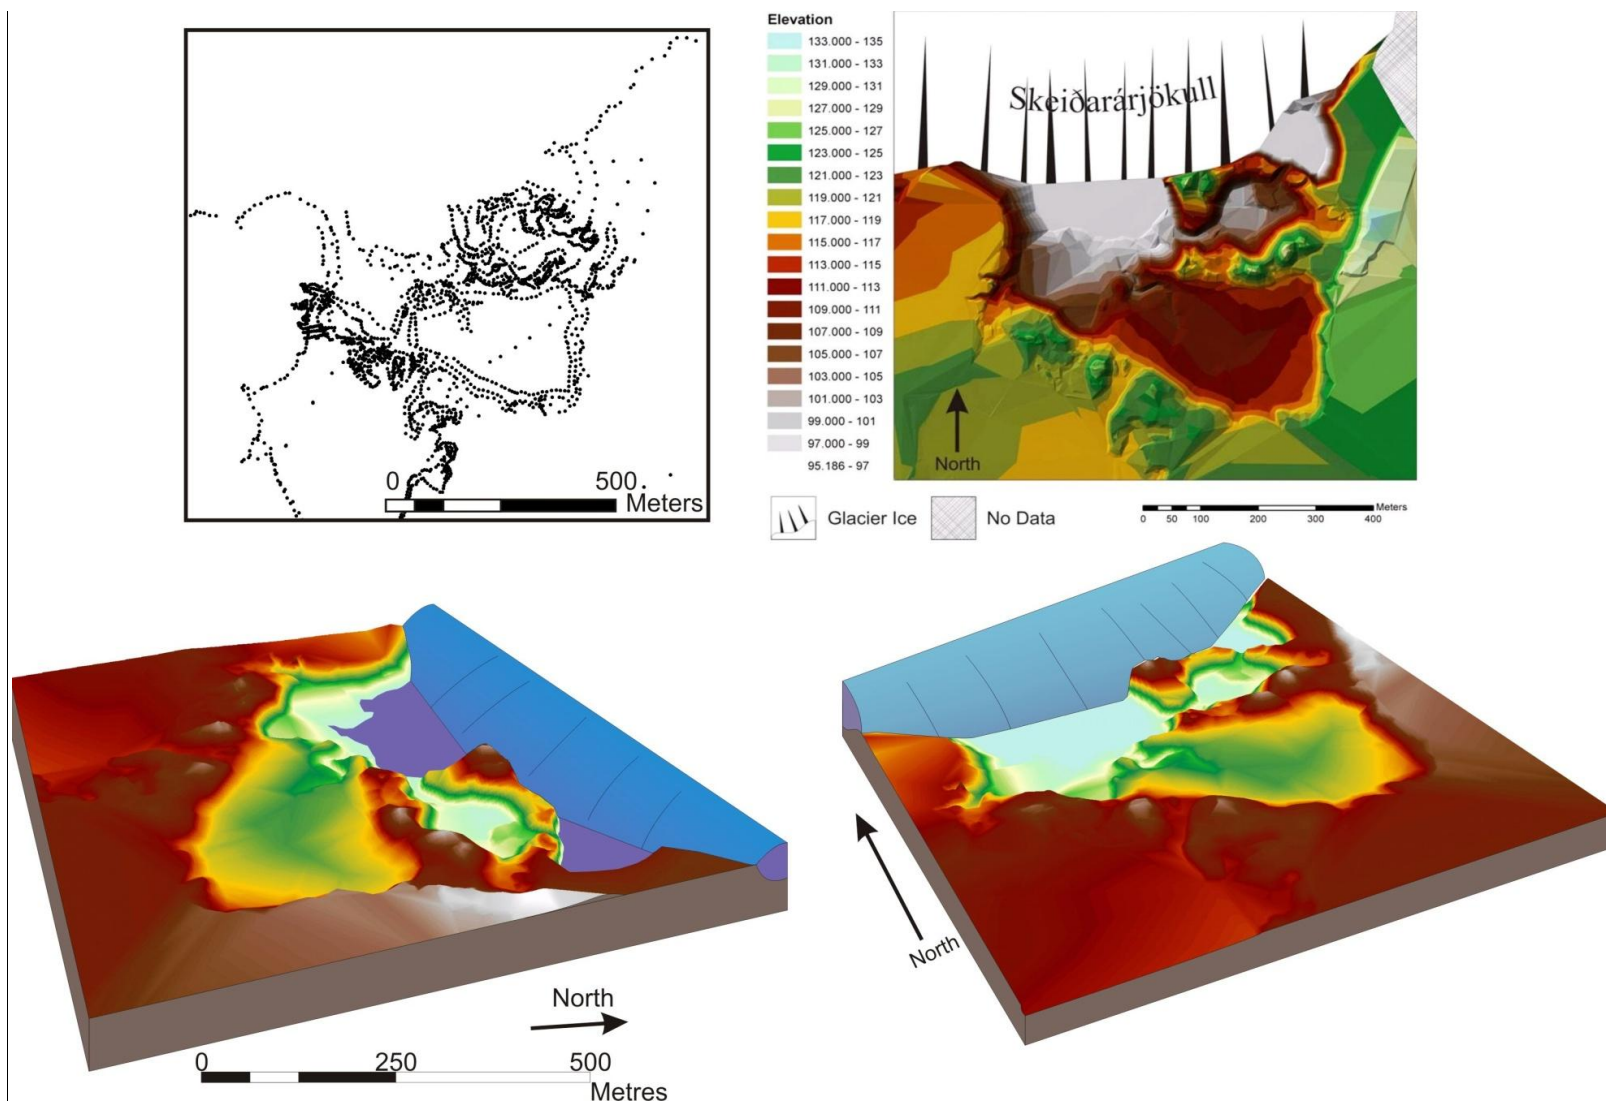 0 500
Meters
Elevation
133.000 - 135
131.000 - 133
129.000 - 131
127.000 - 129
125.000 - 127
123.000 - 125
121.000 - 123
119.000 - 121
117.000 - 119
115.000 - 117
113.000 - 115
111.000 - 113
109.000 - 111
107.000 - 109
105.000 - 107
103.000 - 105
101.000 - 103
99.000 - 101
97.000 - 99
95.186 - 97
Skeiðarárjökull
North
Glacier Ice
No Data
Meters
0 50 100 200 300 400
North
0 250 500
Metres
North